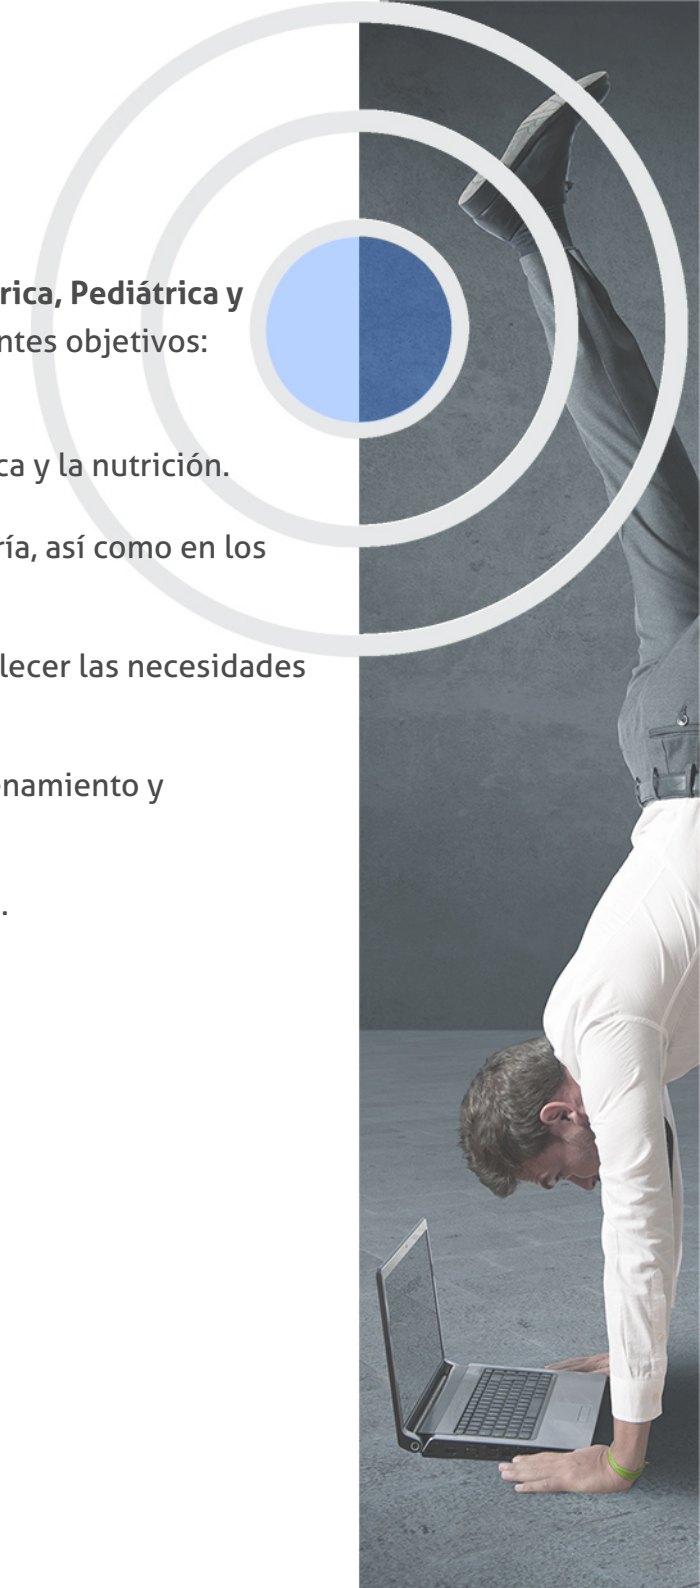 rica, Pediátrica y
ntes objetivos:
ca y la nutrición.
ría, así como en los
lecer las necesidades
namiento y
.